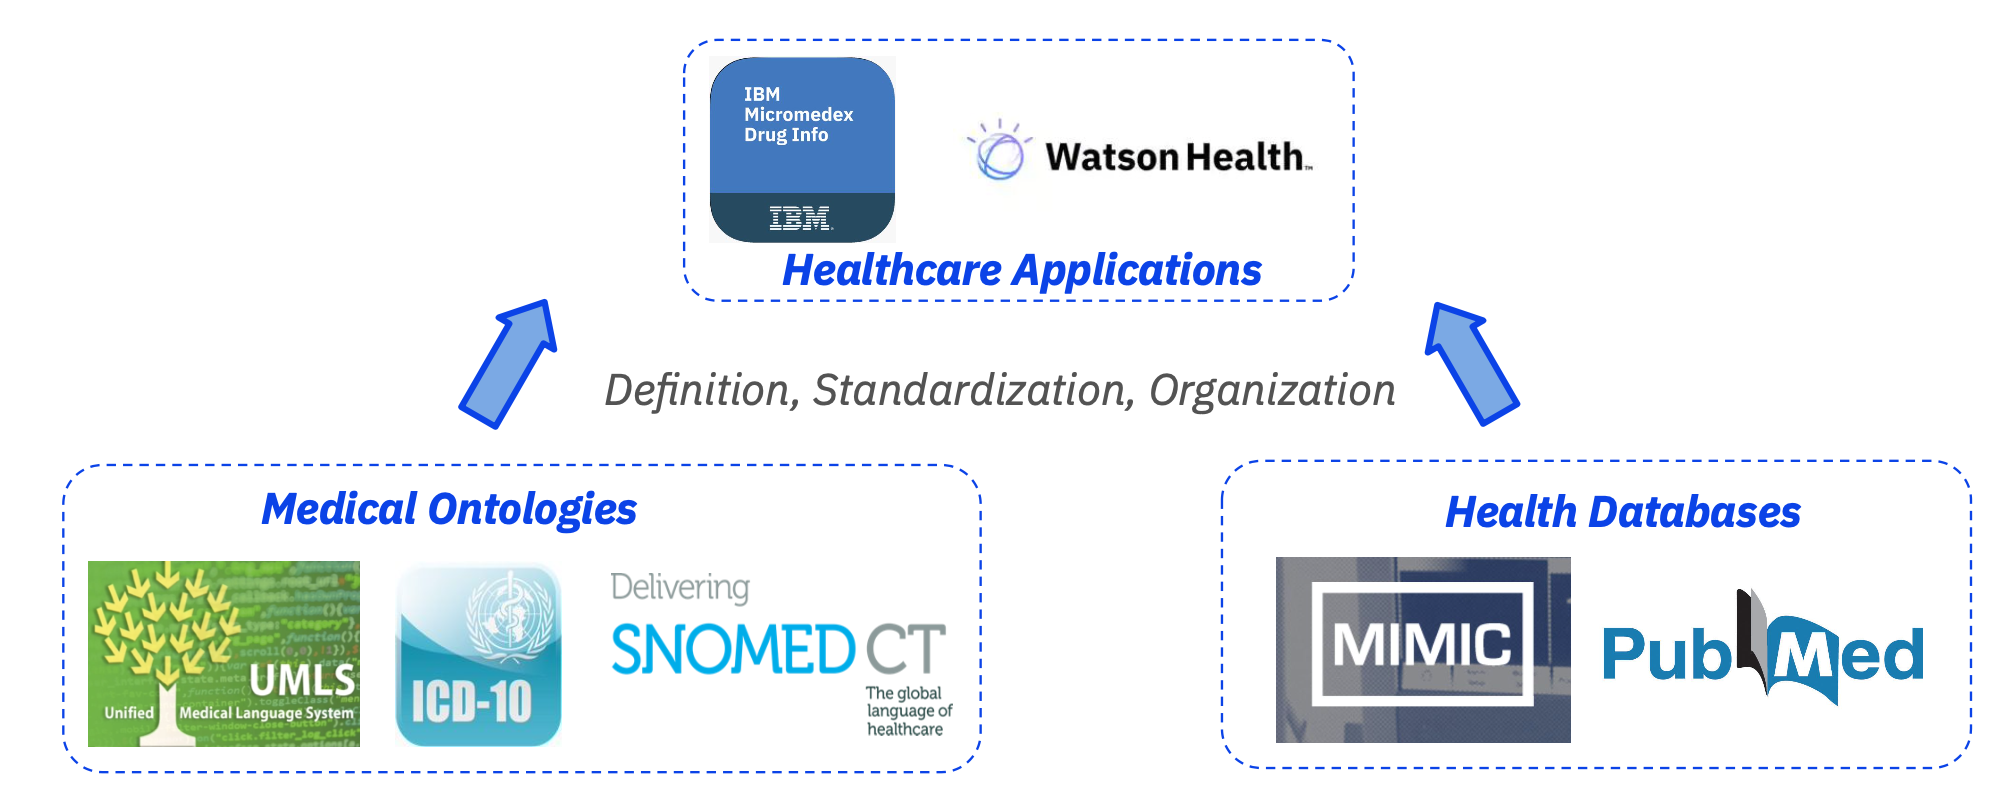 IBM
Micromedex
Drug Info
IBM.
Watson Health™
Healthcare Applications
Definition, Standardization, Organization
Medical Ontologies
UMLS
Unified Medical Language System
ICD-10
Delivering
SNOMED CT
The global
language of
healthcare
Health Databases
MIMIC
PubMed